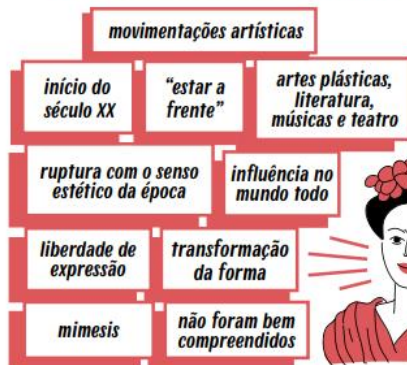 movimentações artísticas
início do
século XX
“estar a
frente”
artes plásticas,
literatura,
músicas e teatro
ruptura com o senso
estético da época
influência no
mundo todo
liberdade de
expressão
transformação
da forma
mimesis
não foram bem
compreendidos